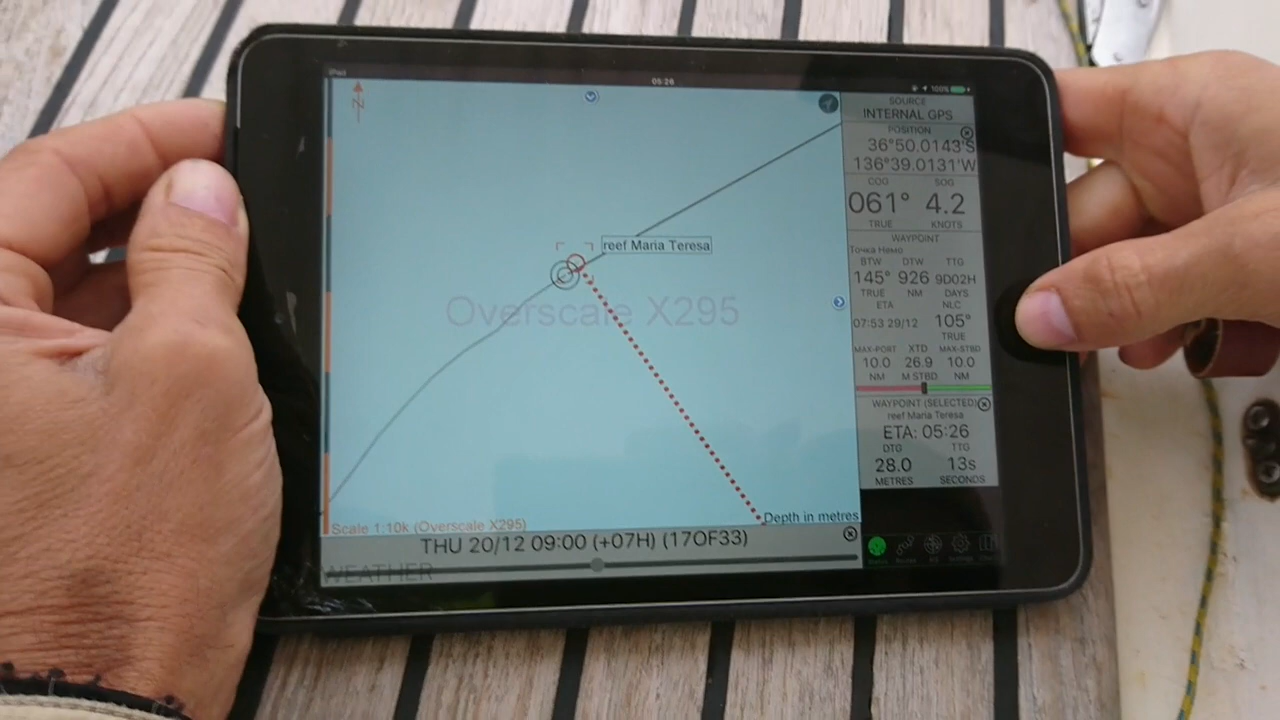 iPad
05:26
100%
N
reef Maria Teresa
Overscale X295
Scale 1:10k (Overscale X295)
Depth in metres
THU 20/12 09:00 (+07H) (17OF33)
WEATHER
SOURCE
INTERNAL GPS
POSITION
36°50.0143'S
136°39.0131'W
COG SOG
061° 4.2
TRUE KNOTS
WAYPOINT
Точка Немо
BTW DTW TTG
145° 926 9D02H
TRUE NM DAYS
ETA NLC
07:53 29/12 105°
TRUE
MAX-PORT XTD MAX-STBD
10.0 26.9 10.0
NM M STBD NM
WAYPOINT (SELECTED)
reef Maria Teresa
ETA: 05:26
DTG TTG
28.0 13s
METRES SECONDS